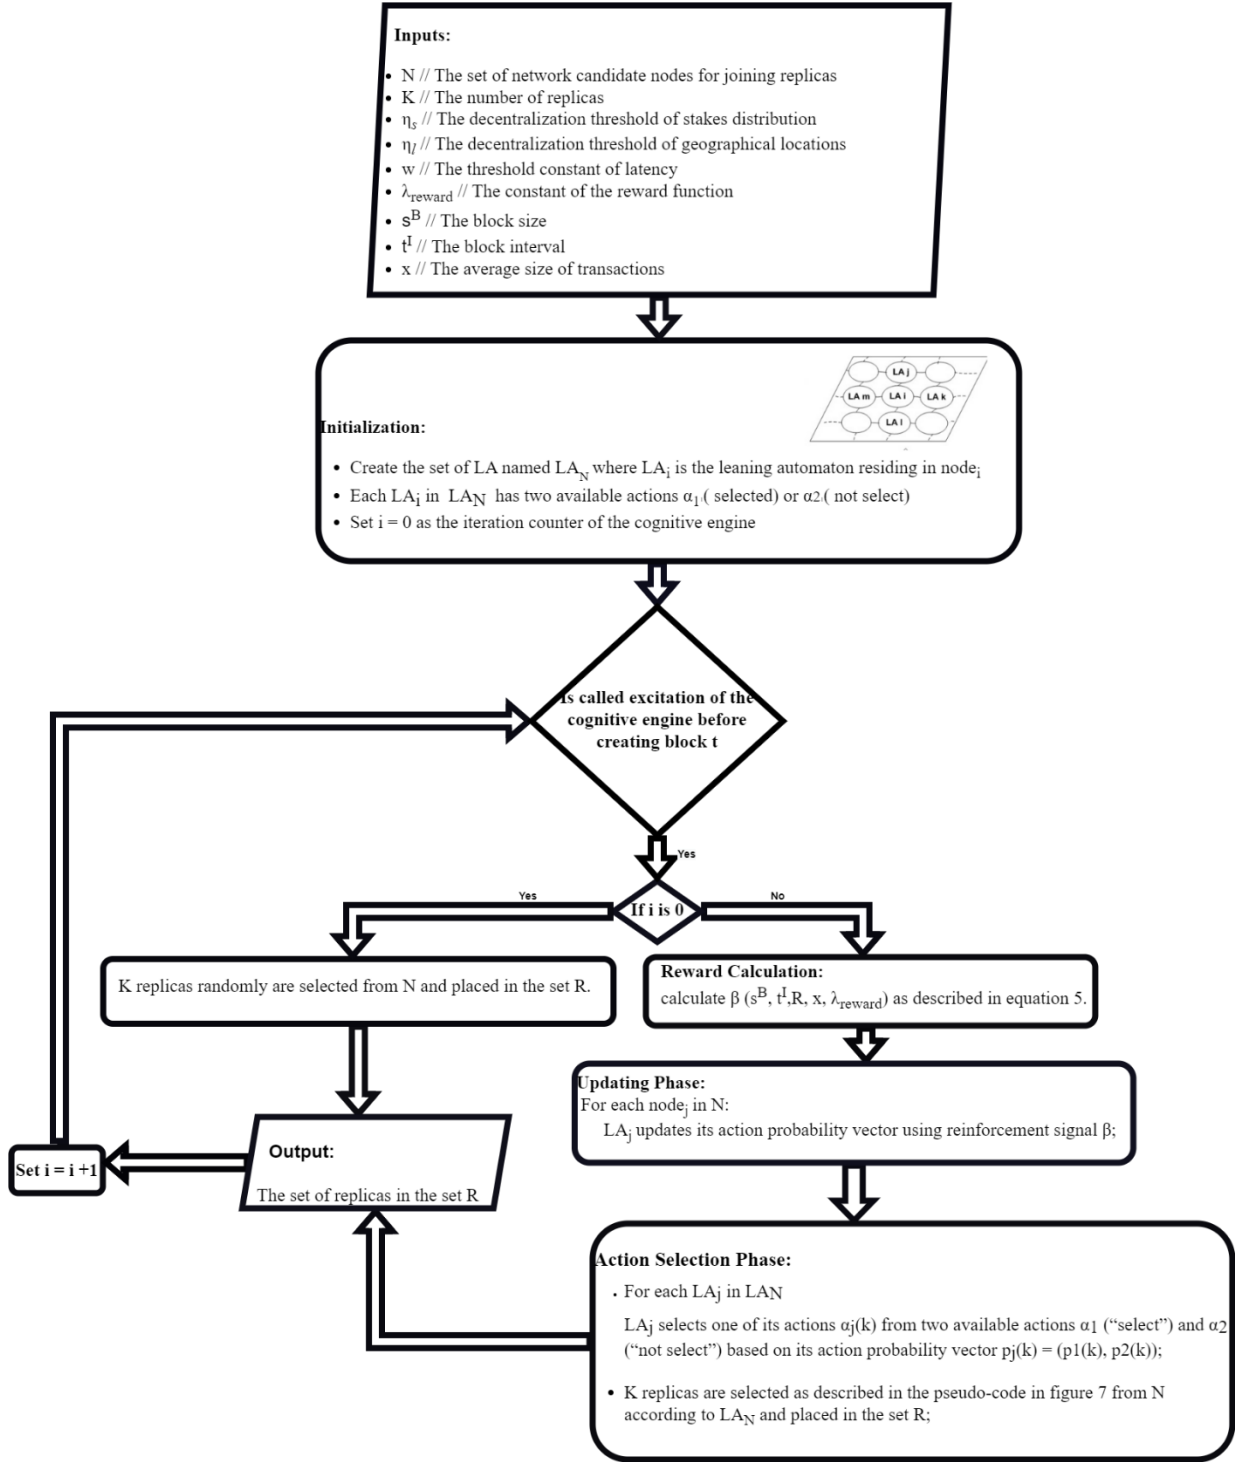 Inputs:
• N // The set of network candidate nodes for joining replicas
• K // The number of replicas
• ηs // The decentralization threshold of stakes distribution
• ηl // The decentralization threshold of geographical locations
• w // The threshold constant of latency
• λreward // The constant of the reward function
• sB // The block size
• tI // The block interval
• x // The average size of transactions
LA j
LA m LA i LA k
LA l
Initialization:
• Create the set of LA named LAN where LAi is the leaning automaton residing in nodei
• Each LAi in LAN has two available actions α1 ( selected) or α2 ( not select)
• Set i = 0 as the iteration counter of the cognitive engine
Is called excitation of the
cognitive engine before
creating block t
Yes
Yes
If i is 0
No
K replicas randomly are selected from N and placed in the set R.
Reward Calculation:
calculate β (sB, tI,R, x, λreward) as described in equation 5.
Updating Phase:
For each nodej in N:
LAj updates its action probability vector using reinforcement signal β;
Output:
The set of replicas in the set R
Set i = i +1
Action Selection Phase:
• For each LAj in LAN
LAj selects one of its actions αj(k) from two available actions α1 (“select”) and α2
(“not select”) based on its action probability vector pj(k) = (p1(k), p2(k));
• K replicas are selected as described in the pseudo-code in figure 7 from N
according to LAN and placed in the set R;